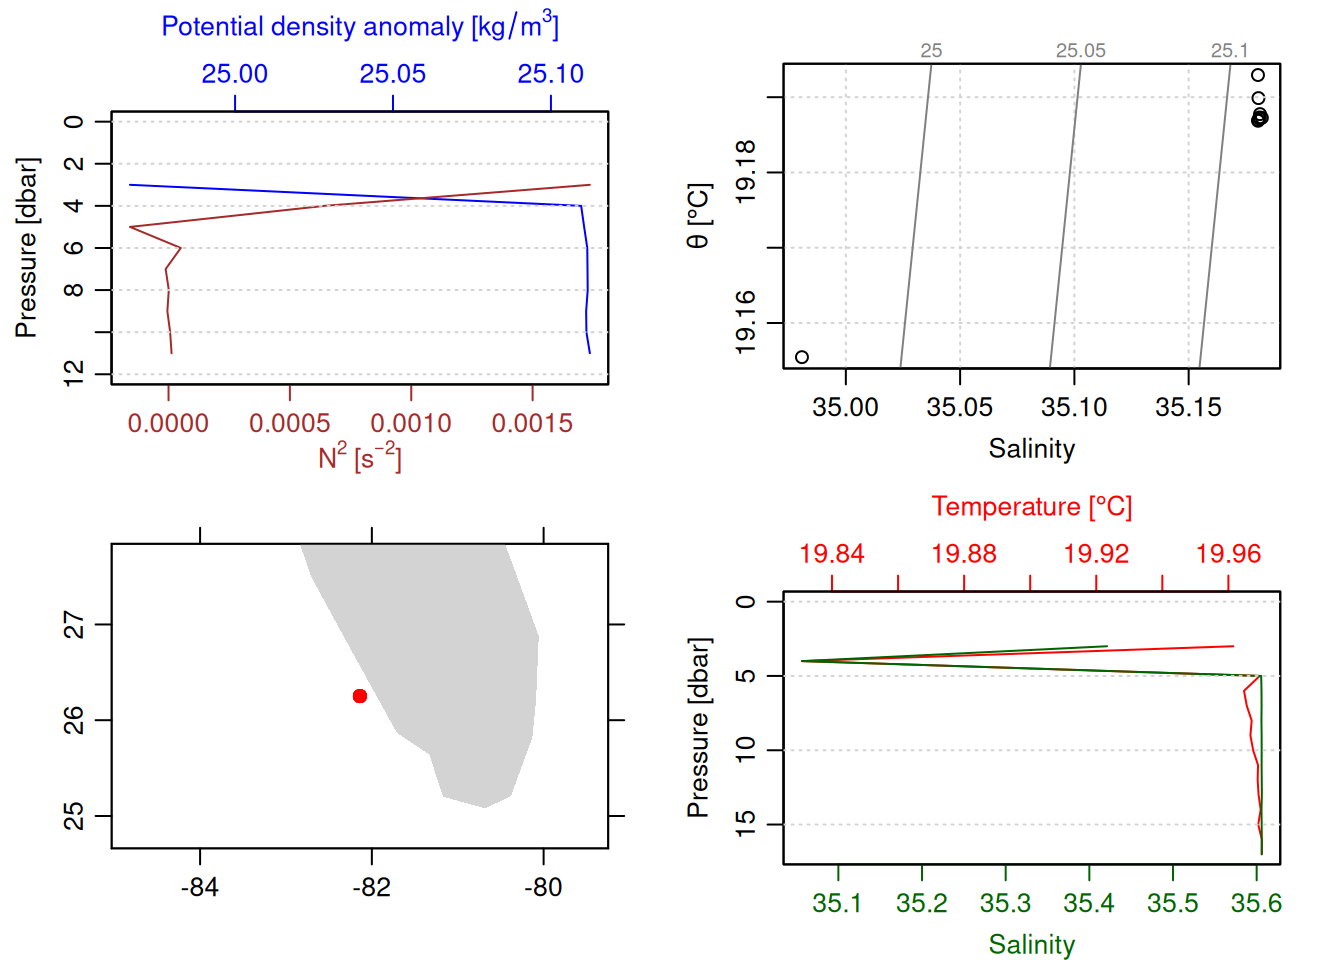 Potential density anomaly [kg/m³]
25.00 25.05 25.10
0
2
4
6
8
12
Pressure [dbar]
0.0000 0.0005 0.0010 0.0015
N² [s⁻²]
25 25.05 25.1
19.18
19.16
θ [°C]
35.00 35.05 35.10 35.15
Salinity
27
26
25
-84 -82 -80
Temperature [°C]
19.84 19.88 19.92 19.96
0
5
10
15
Pressure [dbar]
35.1 35.2 35.3 35.4 35.5 35.6
Salinity